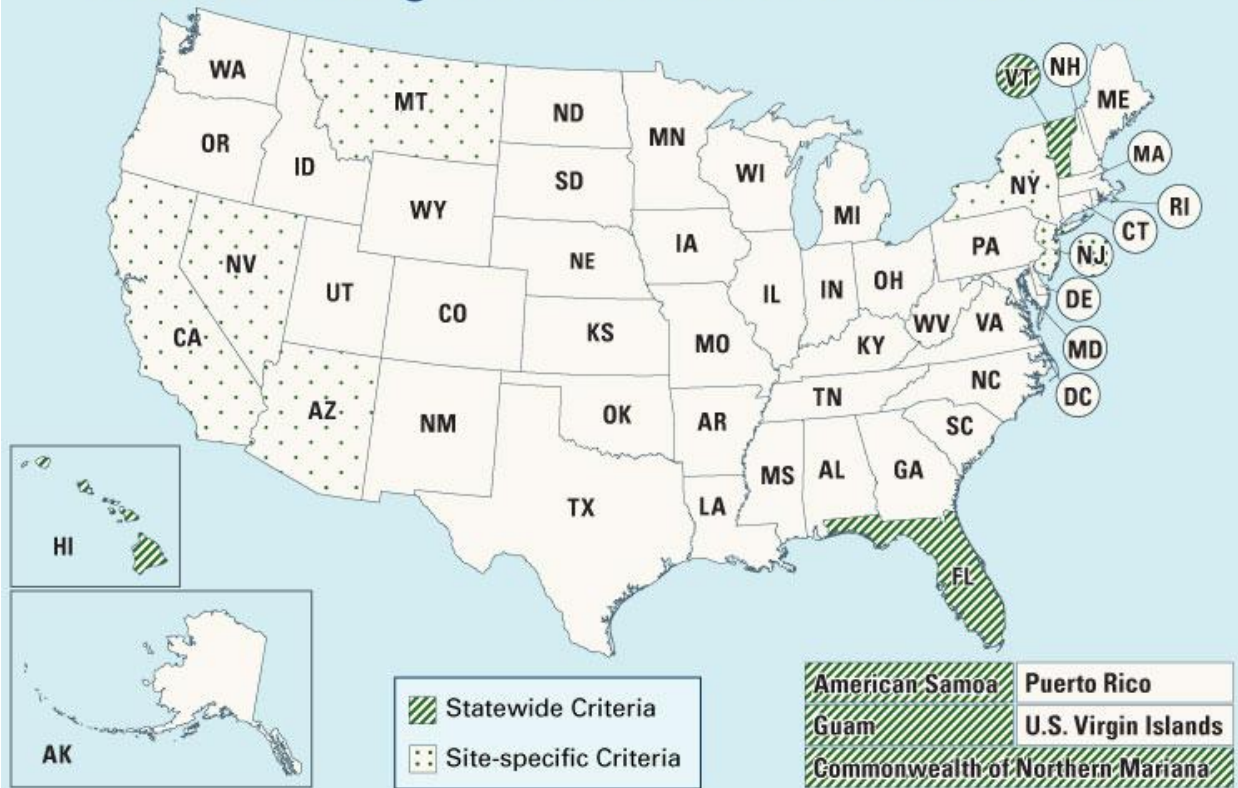 WA
OR
ID
MT
ND
SD
MN
WI
MI
WY
NE
IA
NV
UT
CO
KS
MO
IL
IN
OH
CA
AZ
NM
OK
AR
TX
LA
MS
AL
GA
FL
SC
NC
TN
KY
WV
VA
PA
NY
VT
NH
ME
MA
RI
CT
NJ
DE
MD
DC
HI
AK
Statewide Criteria
Site-specific Criteria
American Samoa
Puerto Rico
Guam
U.S. Virgin Islands
Commonwealth of Northern Mariana